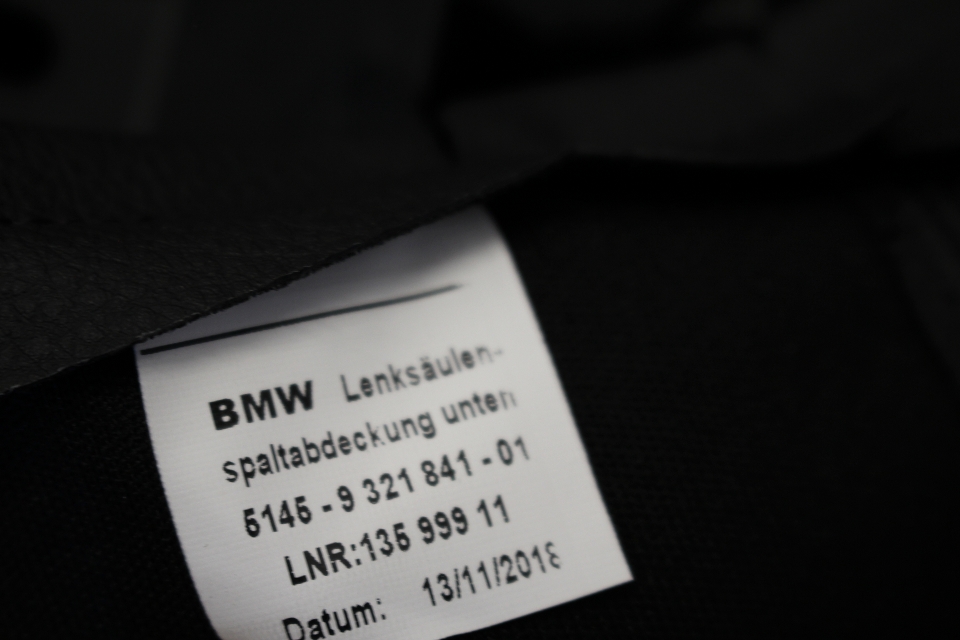 BMW Lenksäulen-
spaltabdeckung unten
5145 - 9 321 841 - 01
LNR:135 999 11
Datum: 13/11/2018